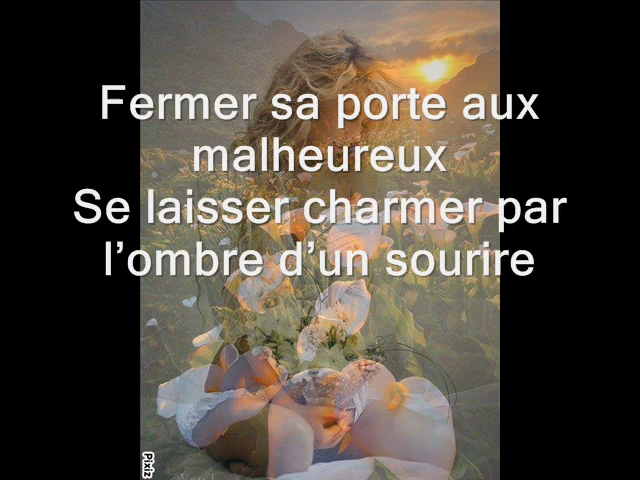 Fermer sa porte aux
malheureux
Se laisser charmer par
l’ombre d’un sourire
Pixiz